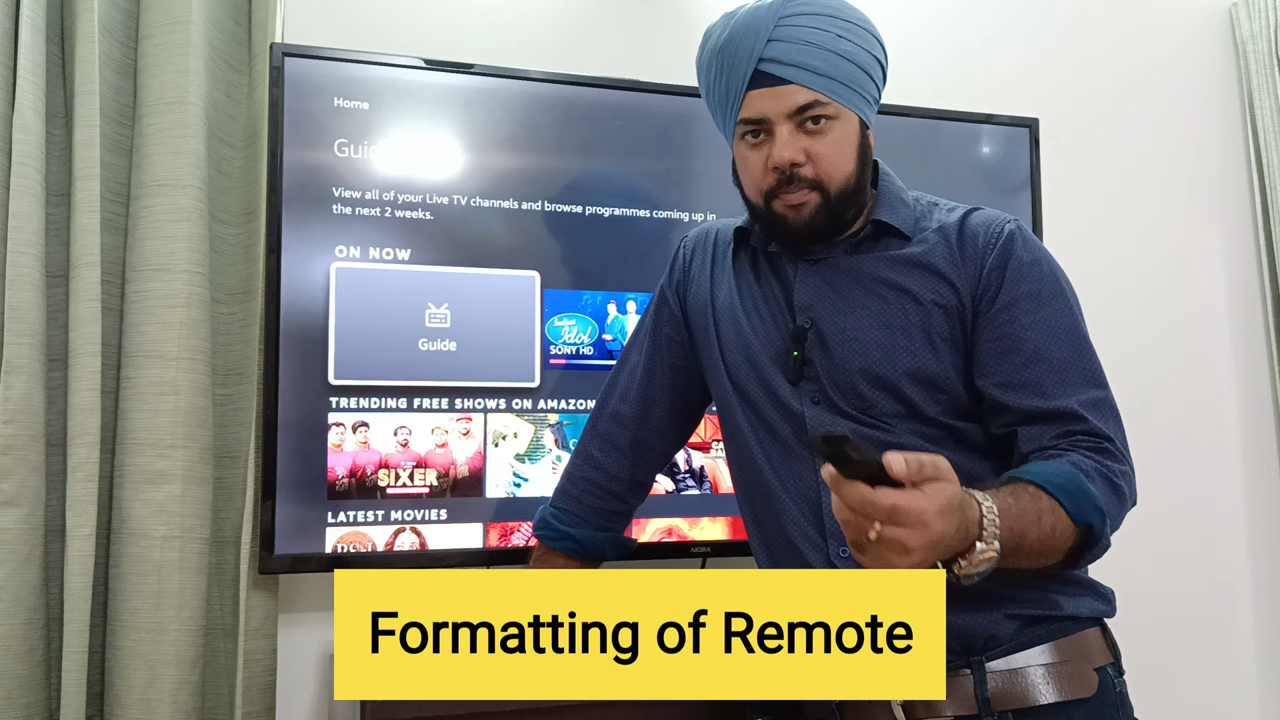 Home
View all of your Live TV channels and browse programmes coming up in
the next 2 weeks.
ON NOW
Guide
Indian
Idol
SONY HD
TRENDING FREE SHOWS ON AMAZON
SIXER
LATEST MOVIES
AKIRA
Formatting of Remote